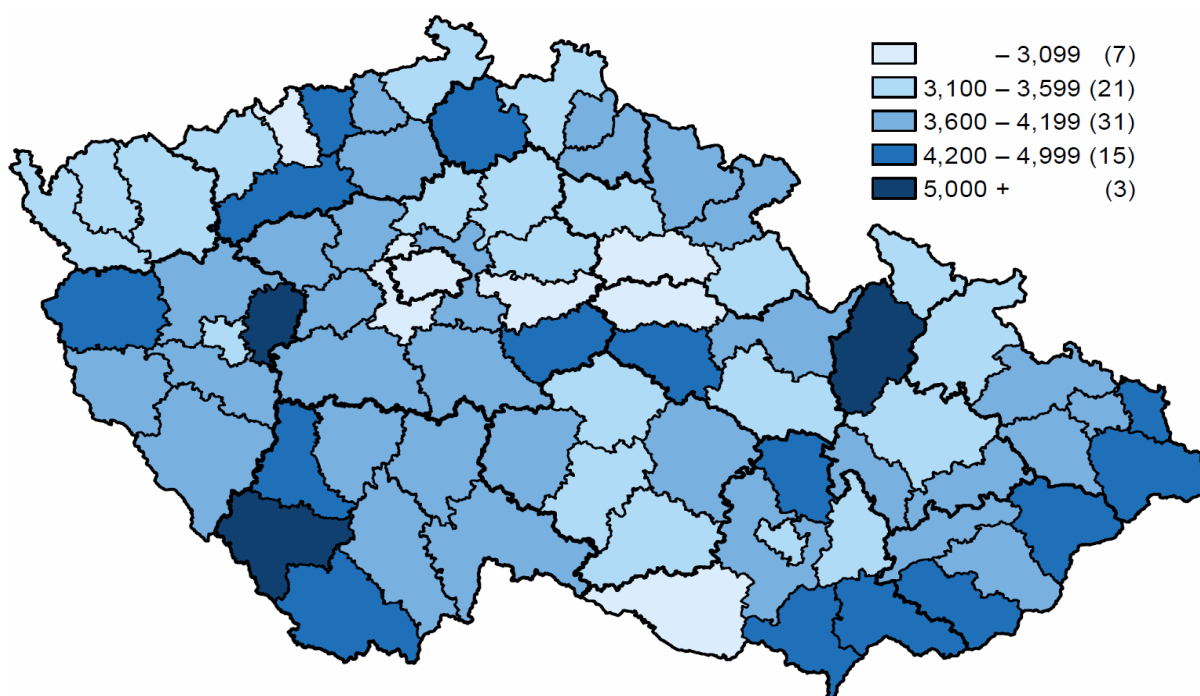 – 3,099 (7)
3,100 – 3,599 (21)
3,600 – 4,199 (31)
4,200 – 4,999 (15)
5,000 + (3)